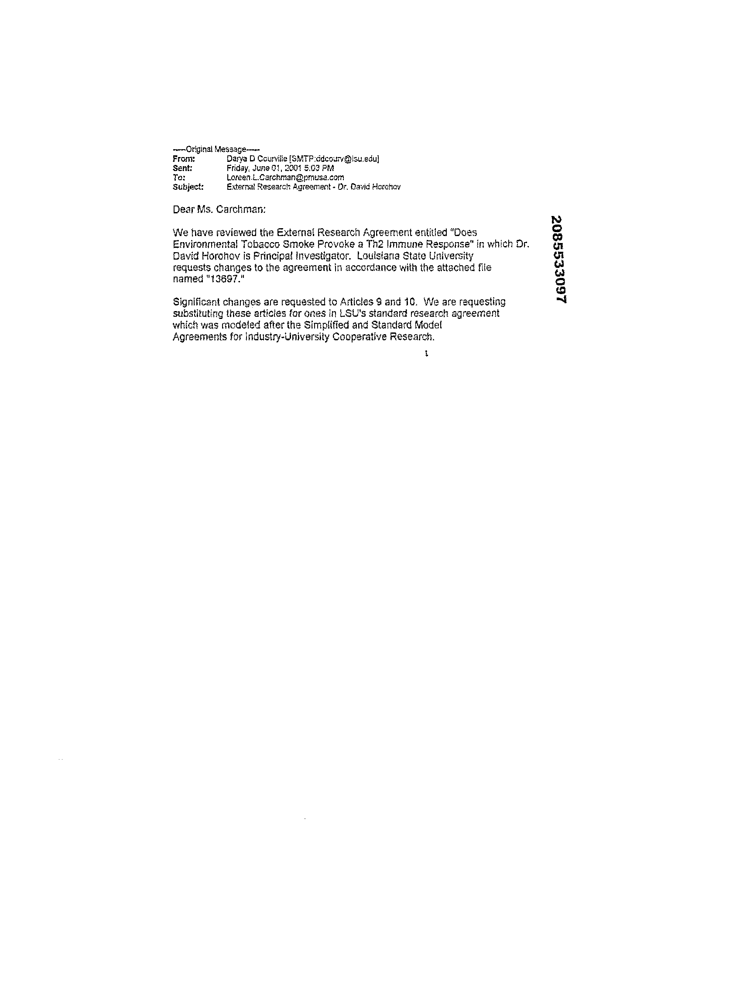 -----Original Message-----
From: Darya D Courville [SMTP:ddcourv@lsu.edu]
Sent: Friday, June 01, 2001 5:03 PM
To: Loreen.L.Carchman@pmusa.com
Subject: External Research Agreement - Dr. David Horohov
Dear Ms. Carchman:
We have reviewed the External Research Agreement entitled "Does
Environmental Tobacco Smoke Provoke a Th2 Immune Response" in which Dr.
David Horohov is Principal Investigator. Louisiana State University
requests changes to the agreement in accordance with the attached file
named "13697."
Significant changes are requested to Articles 9 and 10. We are requesting
substituting these articles for ones in LSU's standard research agreement
which was modeled after the Simplified and Standard Model
Agreements for Industry-University Cooperative Research.
1
2085533097